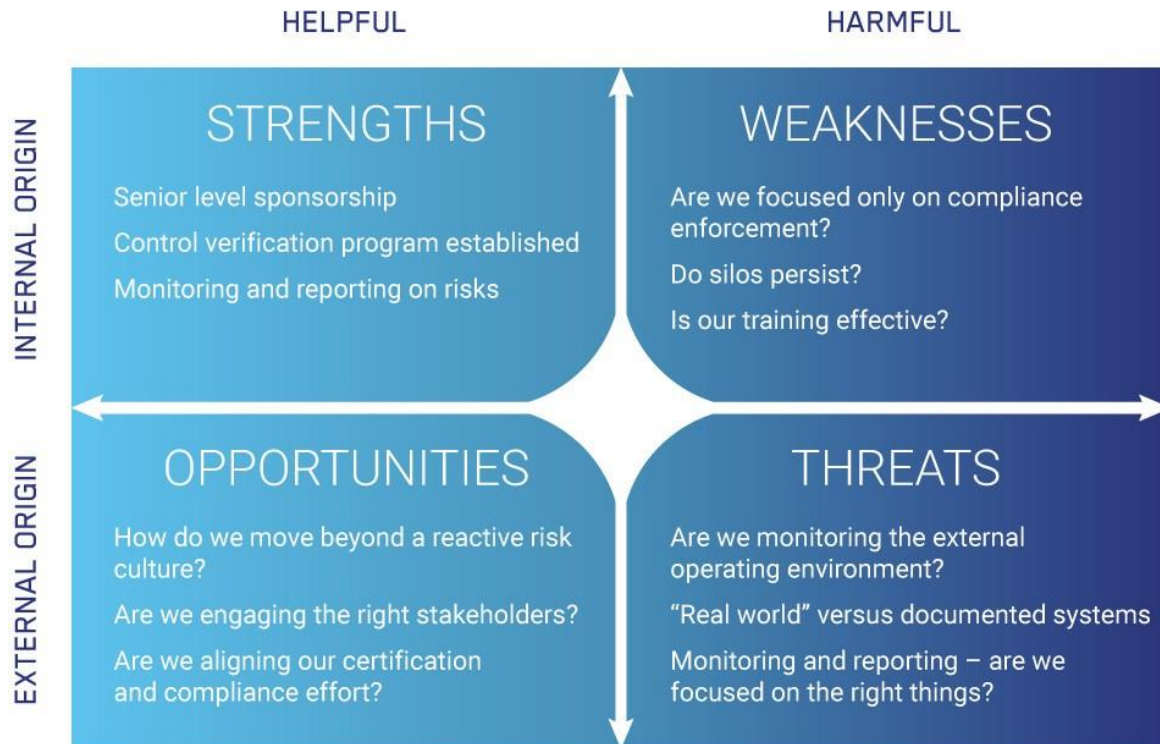 HELPFUL
HARMFUL
INTERNAL ORIGIN
STRENGTHS
Senior level sponsorship
Control verification program established
Monitoring and reporting on risks
WEAKNESSES
Are we focused only on compliance
enforcement?
Do silos persist?
Is our training effective?
EXTERNAL ORIGIN
OPPORTUNITIES
How do we move beyond a reactive risk
culture?
Are we engaging the right stakeholders?
Are we aligning our certification
and compliance effort?
THREATS
Are we monitoring the external
operating environment?
“Real world” versus documented systems
Monitoring and reporting – are we
focused on the right things?